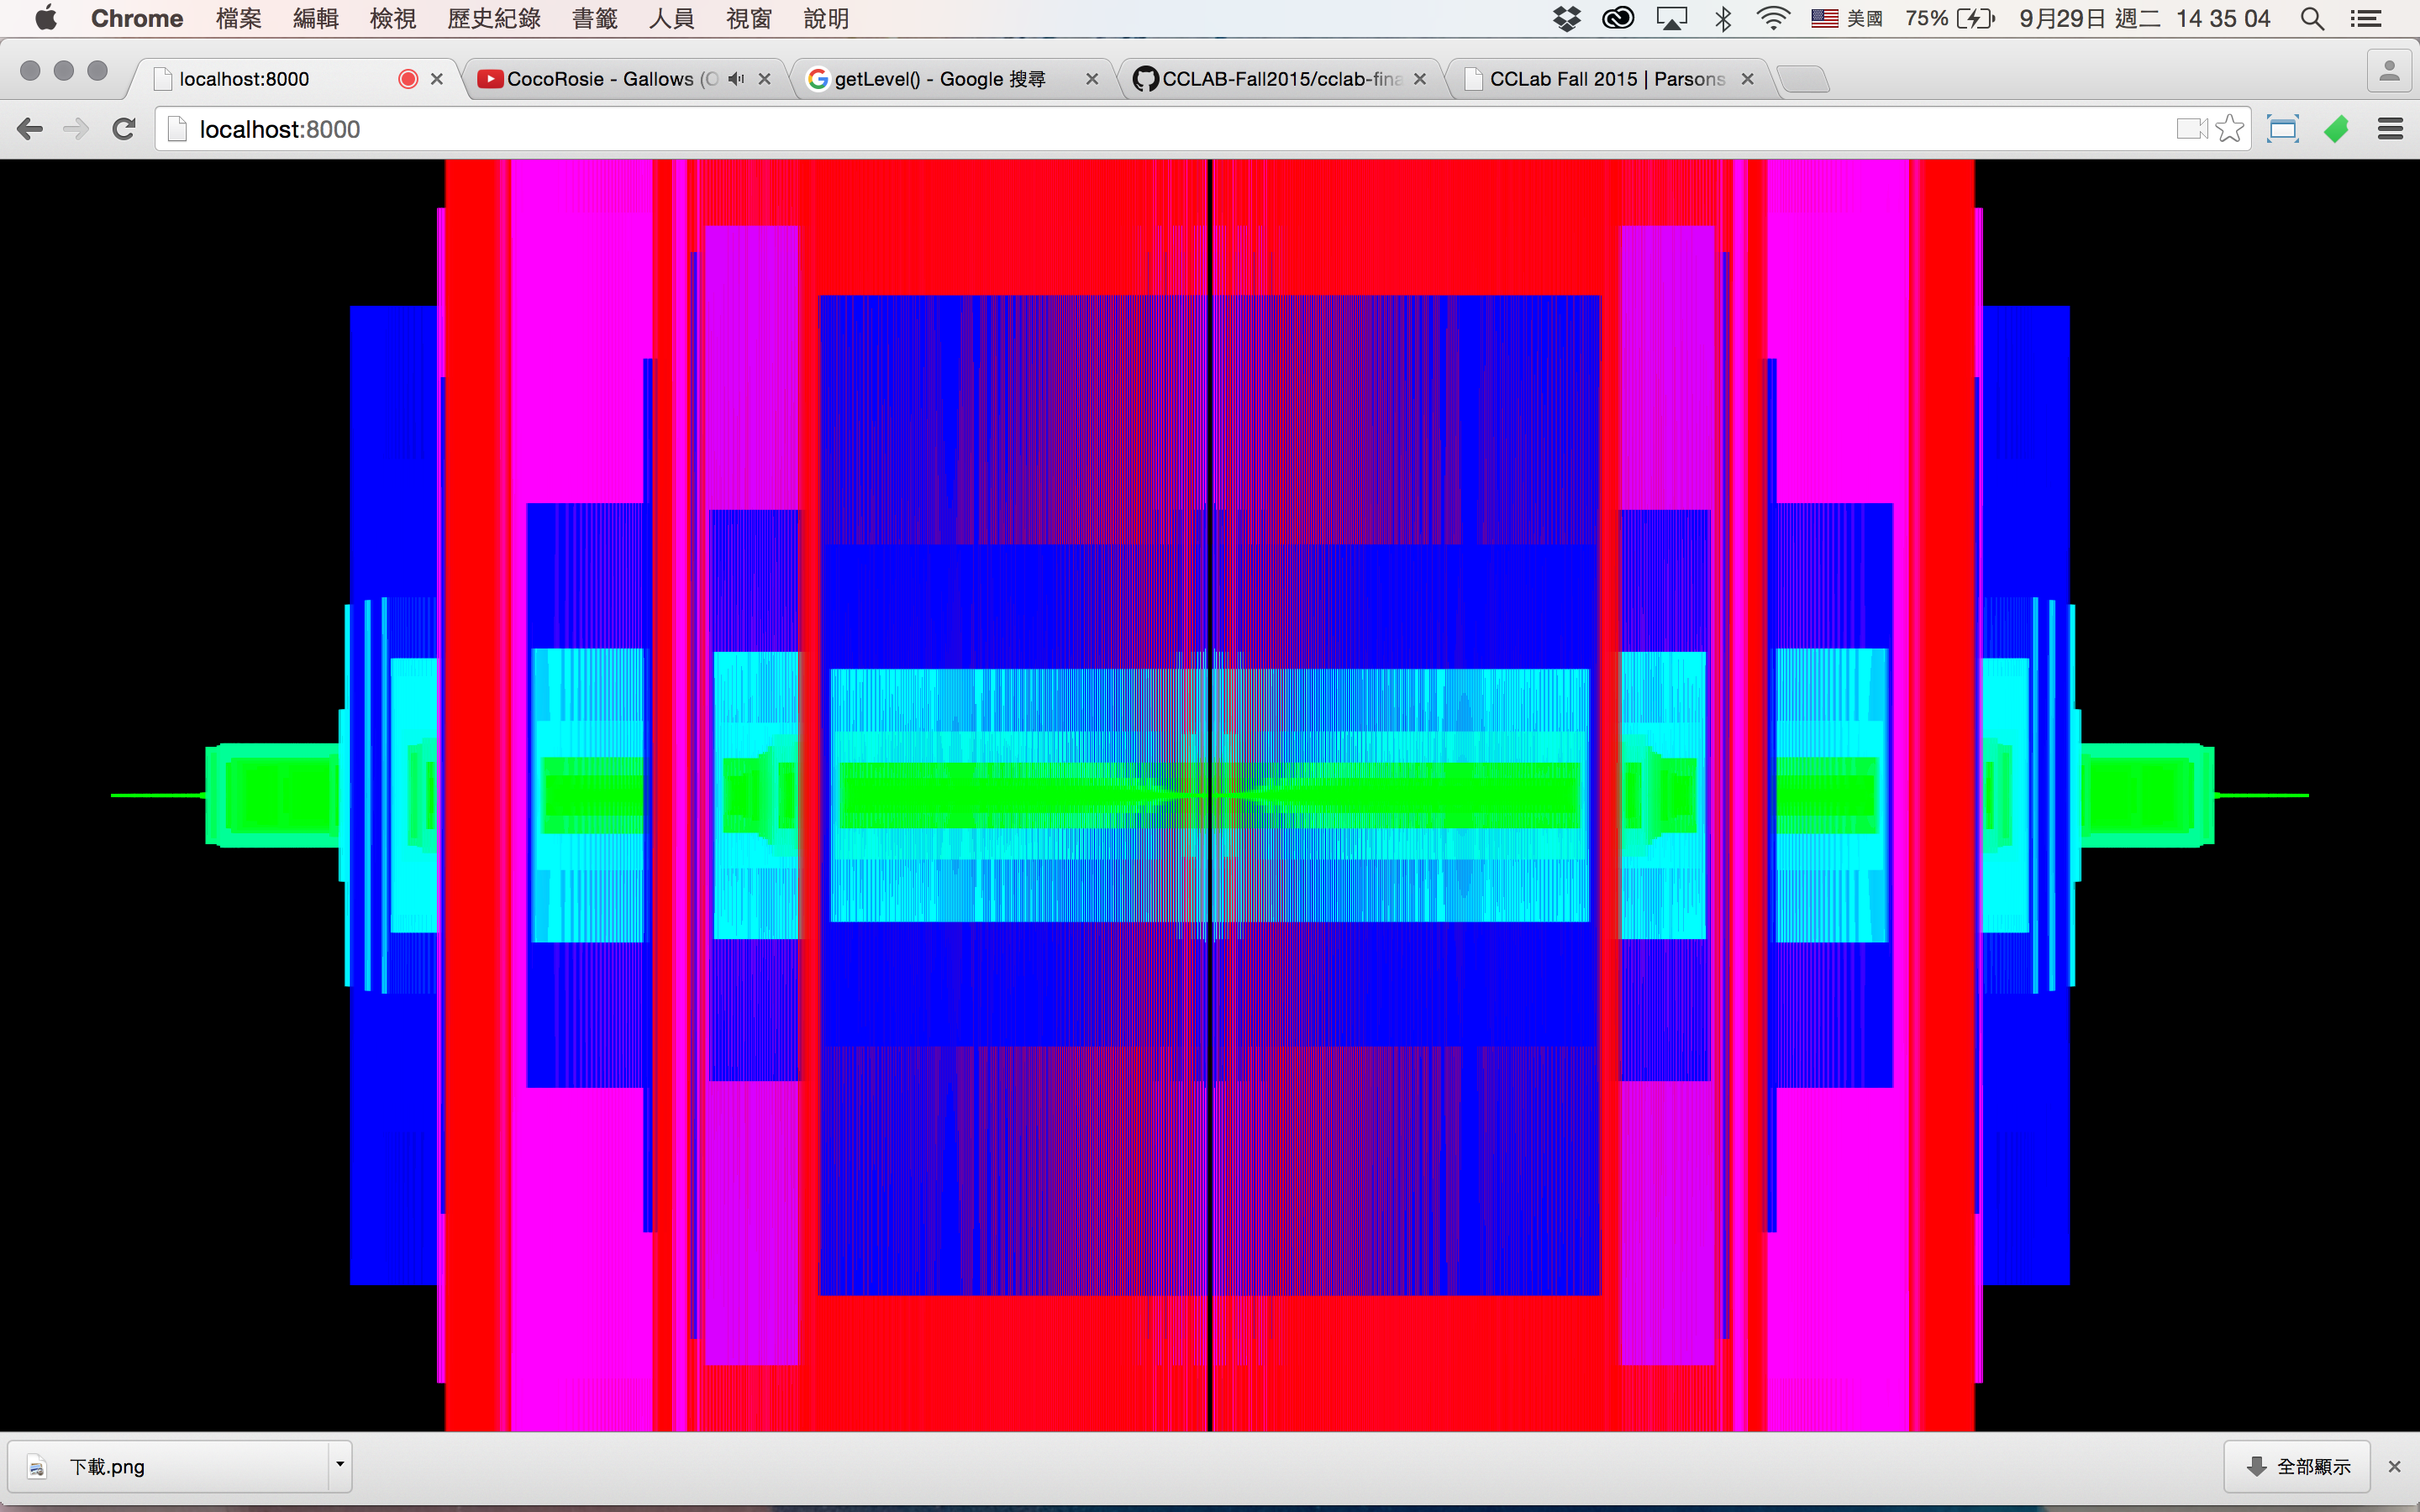 Chrome 檔案 編輯 檢視 歷史紀錄 書籤 人員 視窗 說明 美國 75% 9月29日 週二 14 35 04
localhost:8000 CocoRosie - Gallows (O getLevel() - Google 搜尋 CCLAB-Fall2015/cclab-fina CCLab Fall 2015 | Parsons
localhost:8000
下載.png 全部顯示